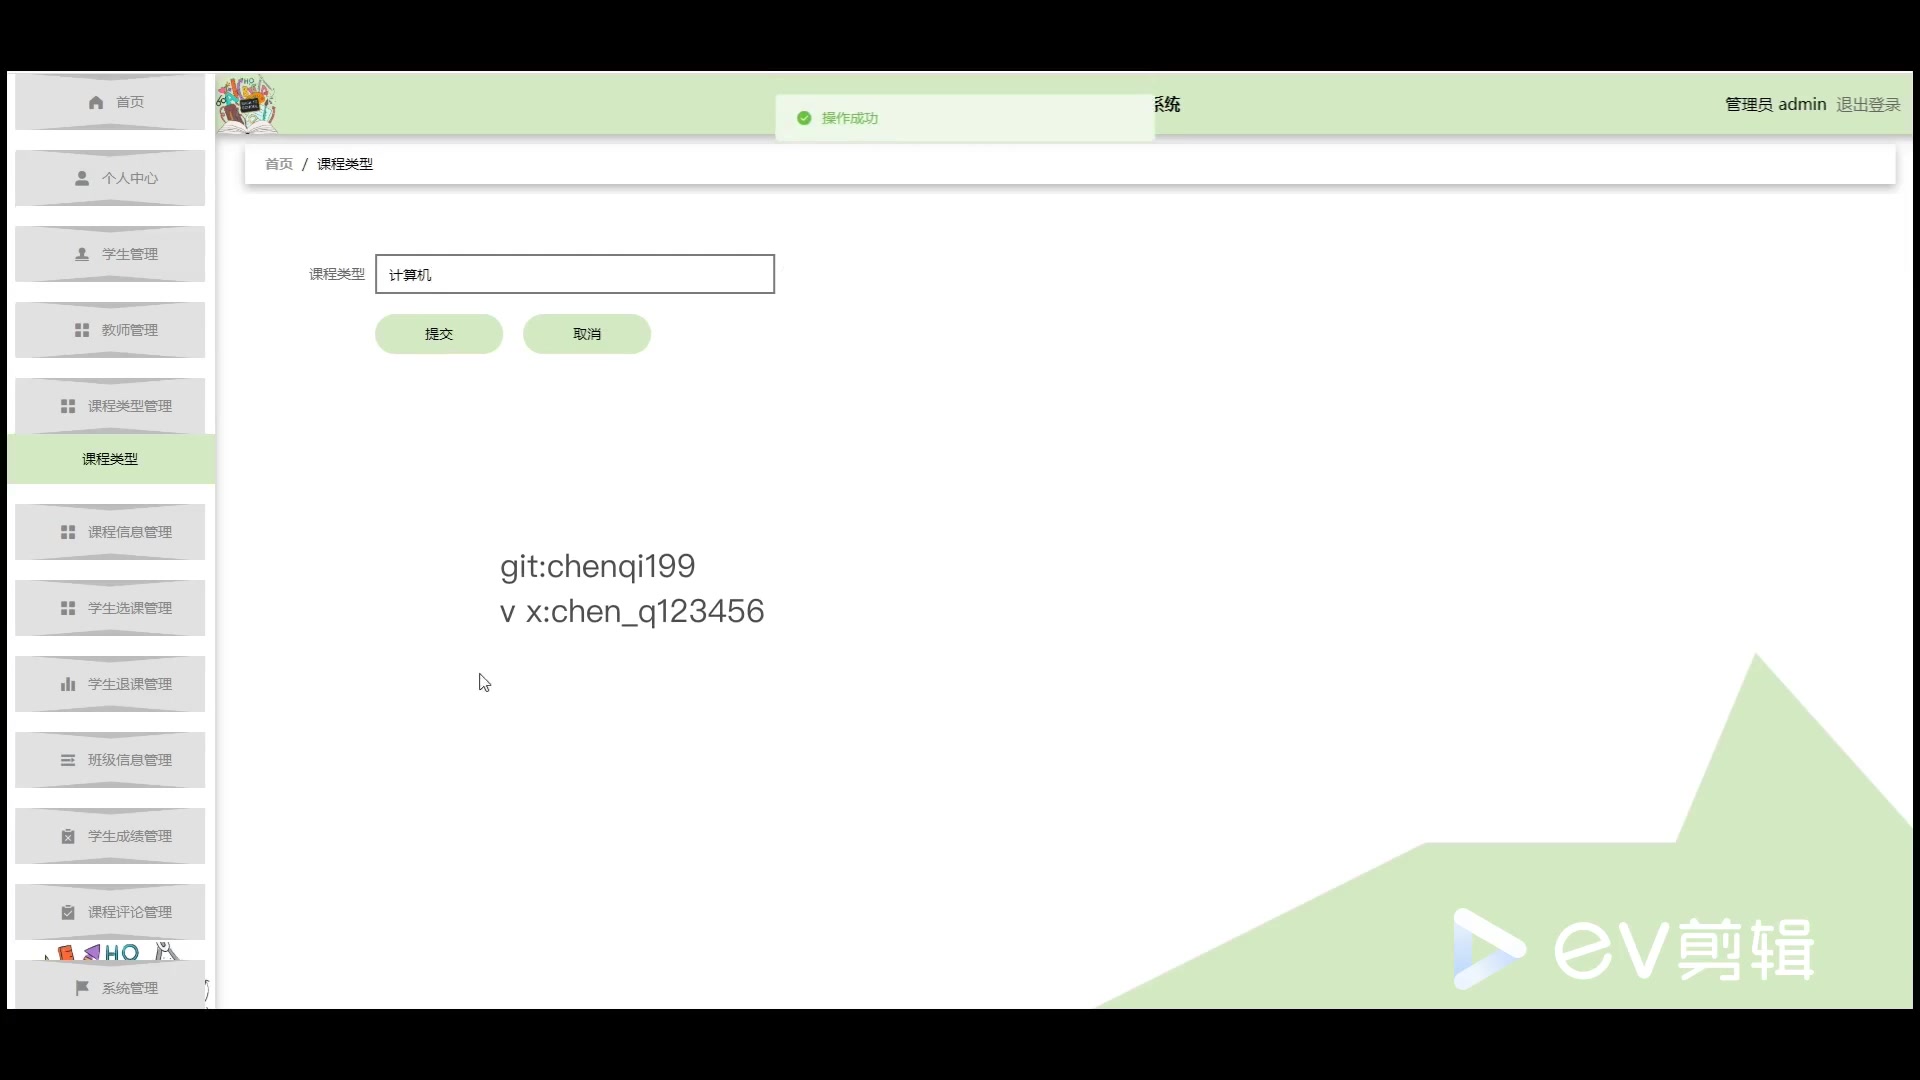 首页
个人中心
学生管理
教师管理
课程类型管理
课程类型
课程信息管理
学生选课管理
学生退课管理
班级信息管理
学生成绩管理
课程评论管理
HO
系统管理
操作成功
系统
管理员 admin 退出登录
首页 / 课程类型
课程类型 计算机
提交 取消
git:chenqi199
v x:chen_q123456
eV剪辑